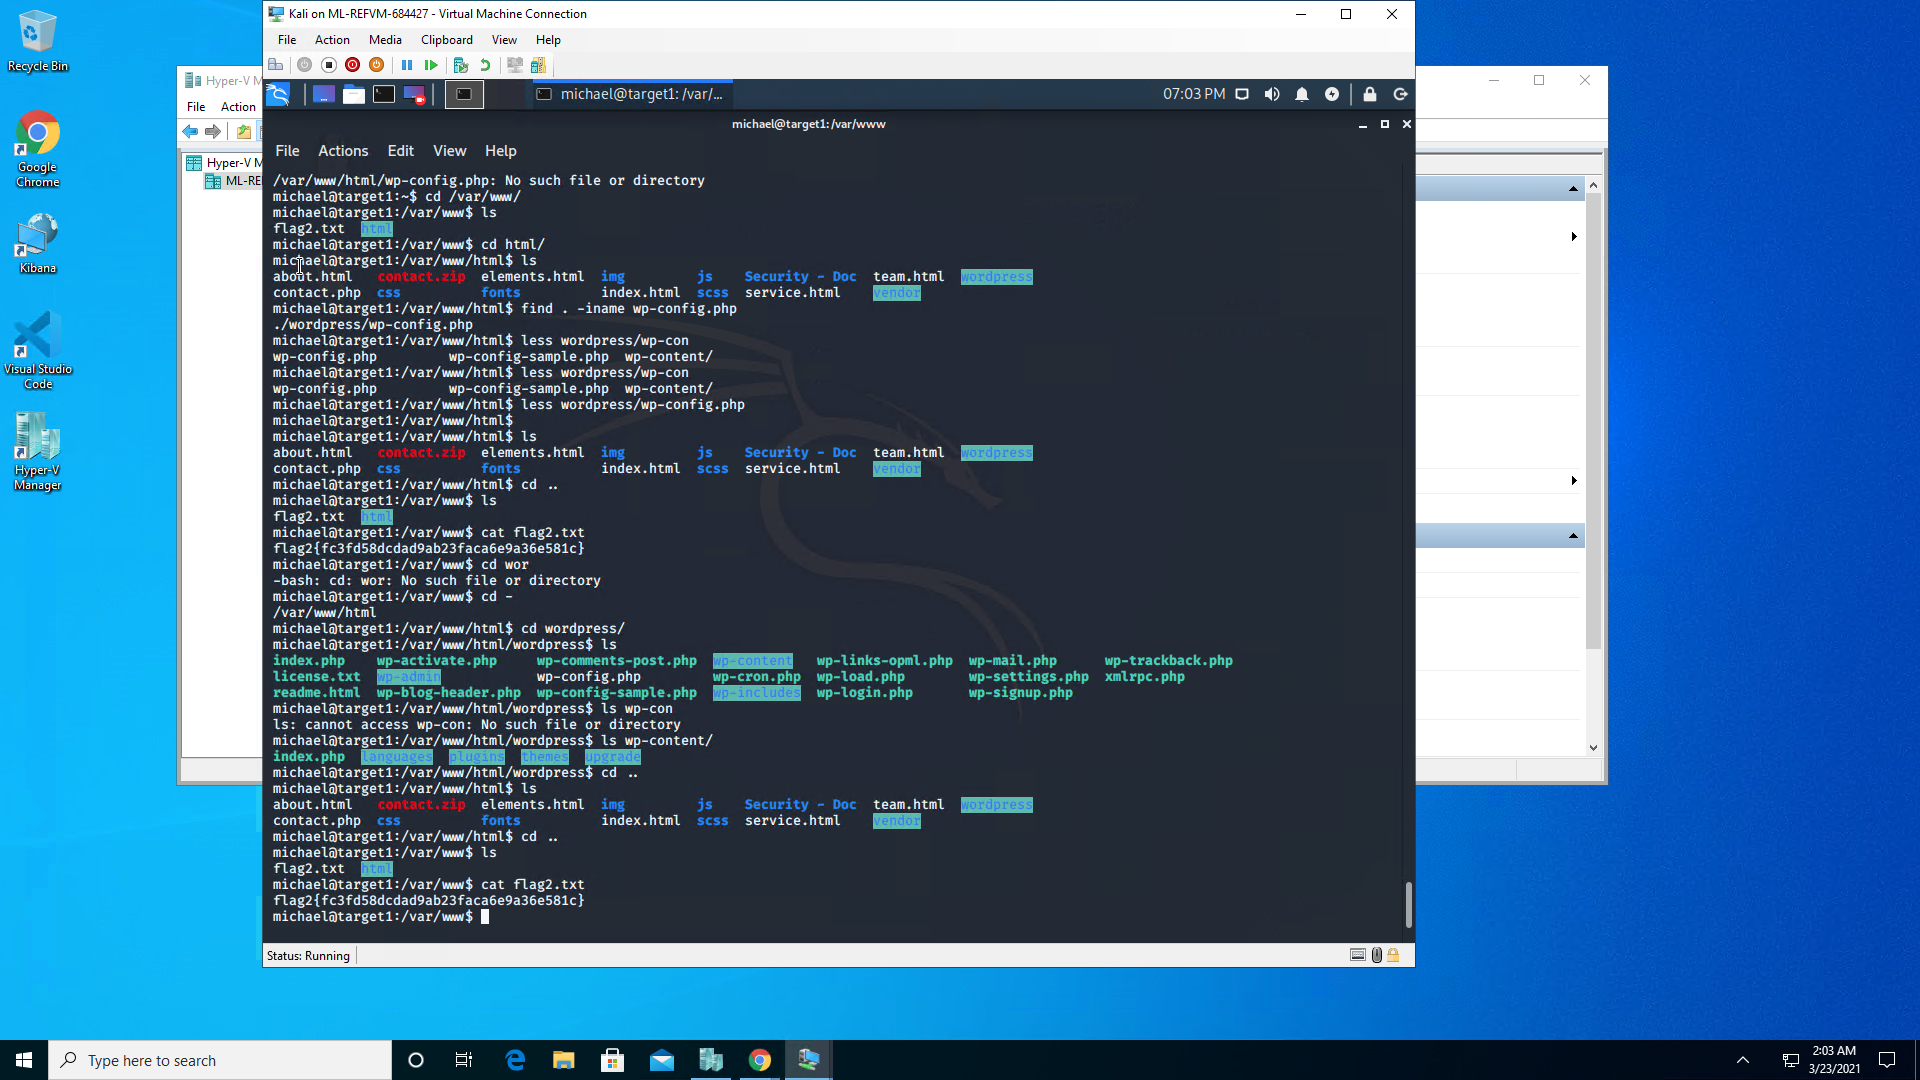 Recycle Bin
Google Chrome
Kibana
Visual Studio Code
Hyper-V Manager
Hyper-V M
File Action
Hyper-V M
ML-RE
Kali on ML-REFVM-684427 - Virtual Machine Connection
File Action Media Clipboard View Help
michael@target1: /var/...
07:03 PM
michael@target1:/var/www
File Actions Edit View Help
/var/www/html/wp-config.php: No such file or directory
michael@target1:~$ cd /var/www/
michael@target1:/var/www$ ls
flag2.txt html
michael@target1:/var/www$ cd html/
michael@target1:/var/www/html$ ls
about.html contact.zip elements.html img js Security - Doc team.html wordpress
contact.php css fonts index.html scss service.html vendor
michael@target1:/var/www/html$ find . -iname wp-config.php
./wordpress/wp-config.php
michael@target1:/var/www/html$ less wordpress/wp-con
wp-config.php wp-config-sample.php wp-content/
michael@target1:/var/www/html$ less wordpress/wp-con
wp-config.php wp-config-sample.php wp-content/
michael@target1:/var/www/html$ less wordpress/wp-config.php
michael@target1:/var/www/html$
michael@target1:/var/www/html$ ls
about.html contact.zip elements.html img js Security - Doc team.html wordpress
contact.php css fonts index.html scss service.html vendor
michael@target1:/var/www/html$ cd ..
michael@target1:/var/www$ ls
flag2.txt html
michael@target1:/var/www$ cat flag2.txt
flag2{fc3fd58dcdad9ab23faca6e9a36e581c}
michael@target1:/var/www$ cd wor
-bash: cd: wor: No such file or directory
michael@target1:/var/www$ cd -
/var/www/html
michael@target1:/var/www/html$ cd wordpress/
michael@target1:/var/www/html/wordpress$ ls
index.php wp-activate.php wp-comments-post.php wp-content wp-links-opml.php wp-mail.php wp-trackback.php
license.txt wp-admin wp-config.php wp-cron.php wp-load.php wp-settings.php xmlrpc.php
readme.html wp-blog-header.php wp-config-sample.php wp-includes wp-login.php wp-signup.php
michael@target1:/var/www/html/wordpress$ ls wp-con
ls: cannot access wp-con: No such file or directory
michael@target1:/var/www/html/wordpress$ ls wp-content/
index.php languages plugins themes upgrade
michael@target1:/var/www/html/wordpress$ cd ..
michael@target1:/var/www/html$ ls
about.html contact.zip elements.html img js Security - Doc team.html wordpress
contact.php css fonts index.html scss service.html vendor
michael@target1:/var/www/html$ cd ..
michael@target1:/var/www$ ls
flag2.txt html
michael@target1:/var/www$ cat flag2.txt
flag2{fc3fd58dcdad9ab23faca6e9a36e581c}
michael@target1:/var/www$
Status: Running
Type here to search
2:03 AM
3/23/2021